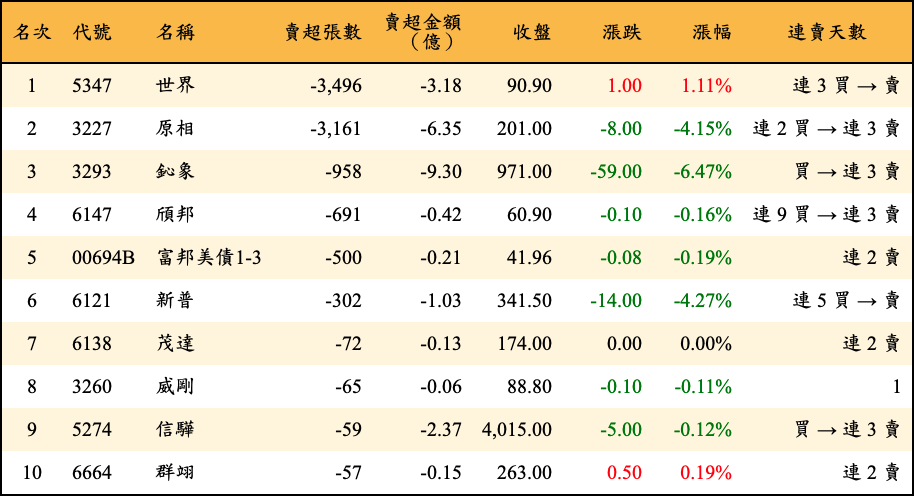 名次 代號 名稱 賣超張數 賣超金額（億） 收盤 漲跌 漲幅 連賣天數
1 5347 世界 -3,496 -3.18 90.90 1.00 1.11% 連 3 買 → 賣
2 3227 原相 -3,161 -6.35 201.00 -8.00 -4.15% 連 2 買 → 連 3 賣
3 3293 鈊象 -958 -9.30 971.00 -59.00 -6.47% 買 → 連 3 賣
4 6147 頎邦 -691 -0.42 60.90 -0.10 -0.16% 連 9 買 → 連 3 賣
5 00694B 富邦美債1-3 -500 -0.21 41.96 -0.08 -0.19% 連 2 賣
6 6121 新普 -302 -1.03 341.50 -14.00 -4.27% 連 5 買 → 賣
7 6138 茂達 -72 -0.13 174.00 0.00 0.00% 連 2 賣
8 3260 威剛 -65 -0.06 88.80 -0.10 -0.11% 1
9 5274 信驊 -59 -2.37 4,015.00 -5.00 -0.12% 買 → 連 3 賣
10 6664 群翊 -57 -0.15 263.00 0.50 0.19% 連 2 賣